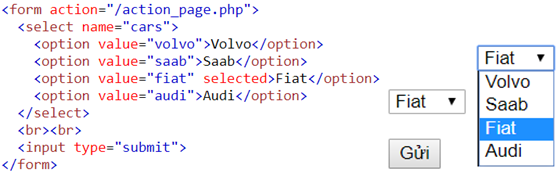 <form action="/action_page.php">
<select name="cars">
<option value="volvo">Volvo</option>
<option value="saab">Saab</option>
<option value="fiat" selected>Fiat</option>
<option value="audi">Audi</option>
</select>
<br><br>
<input type="submit">
</form>
Fiat
Gửi
Fiat
Volvo
Saab
Fiat
Audi